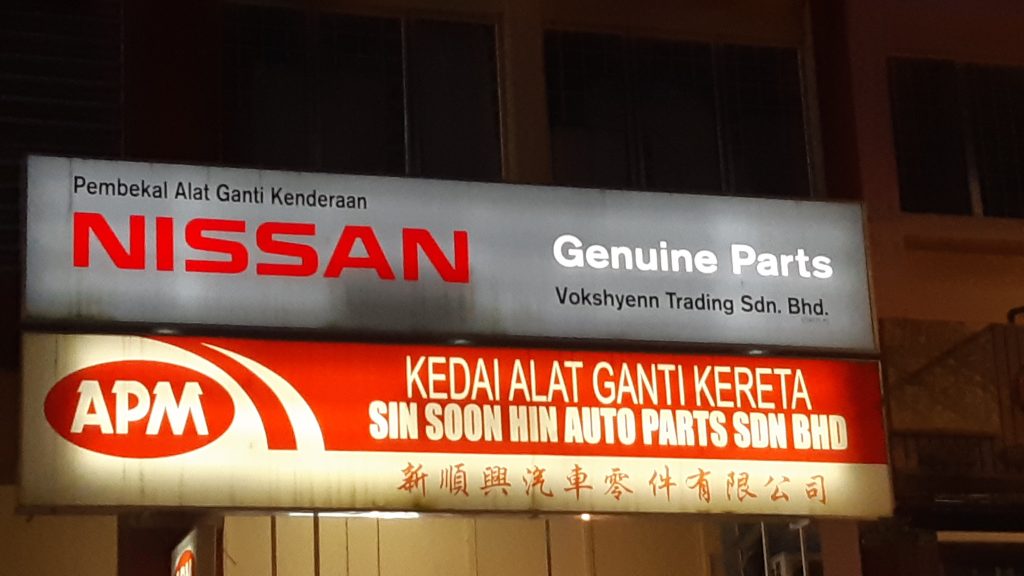 Pembekal Alat Ganti Kenderaan
NISSAN
Genuine Parts
Vokshyenn Trading Sdn. Bhd.
APM
KEDAI ALAT GANTI KERETA
SIN SOON HIN AUTO PARTS SDN BHD
新順興汽車零件有限公司